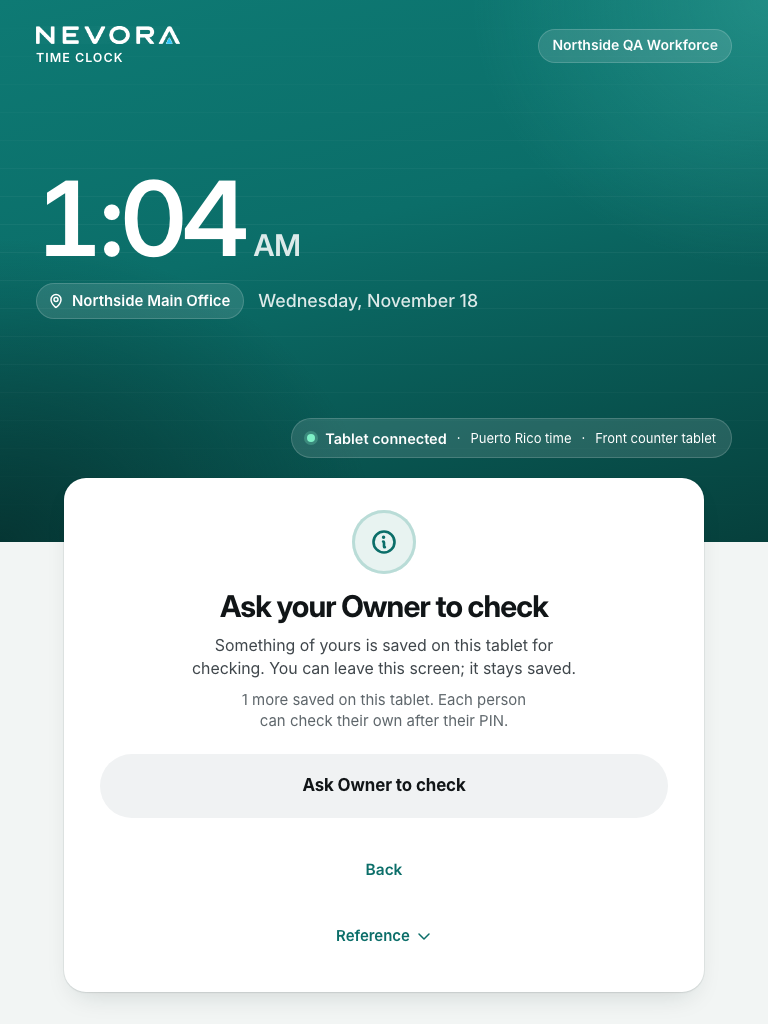 NEVORA
TIME CLOCK
Northside QA Workforce
1:04 AM
Northside Main Office
Wednesday, November 18
Tablet connected · Puerto Rico time · Front counter tablet
Ask your Owner to check
Something of yours is saved on this tablet for
checking. You can leave this screen; it stays saved.
1 more saved on this tablet. Each person
can check their own after their PIN.
Ask Owner to check
Back
Reference